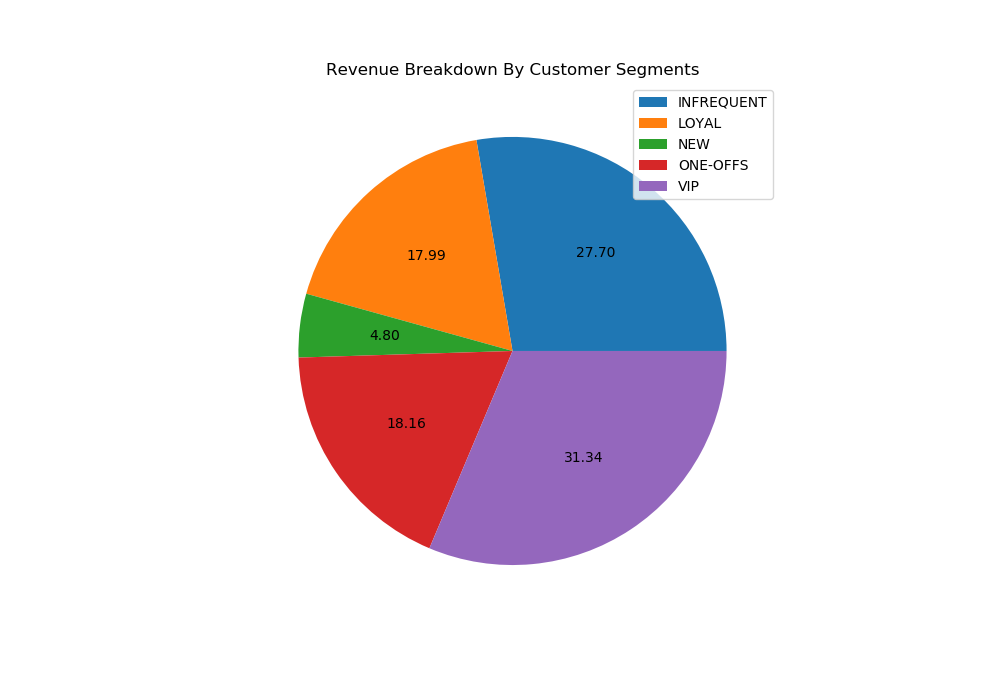 Revenue Breakdown By Customer Segments
INFREQUENT
LOYAL
NEW
ONE-OFFS
VIP
27.70
17.99
4.80
18.16
31.34